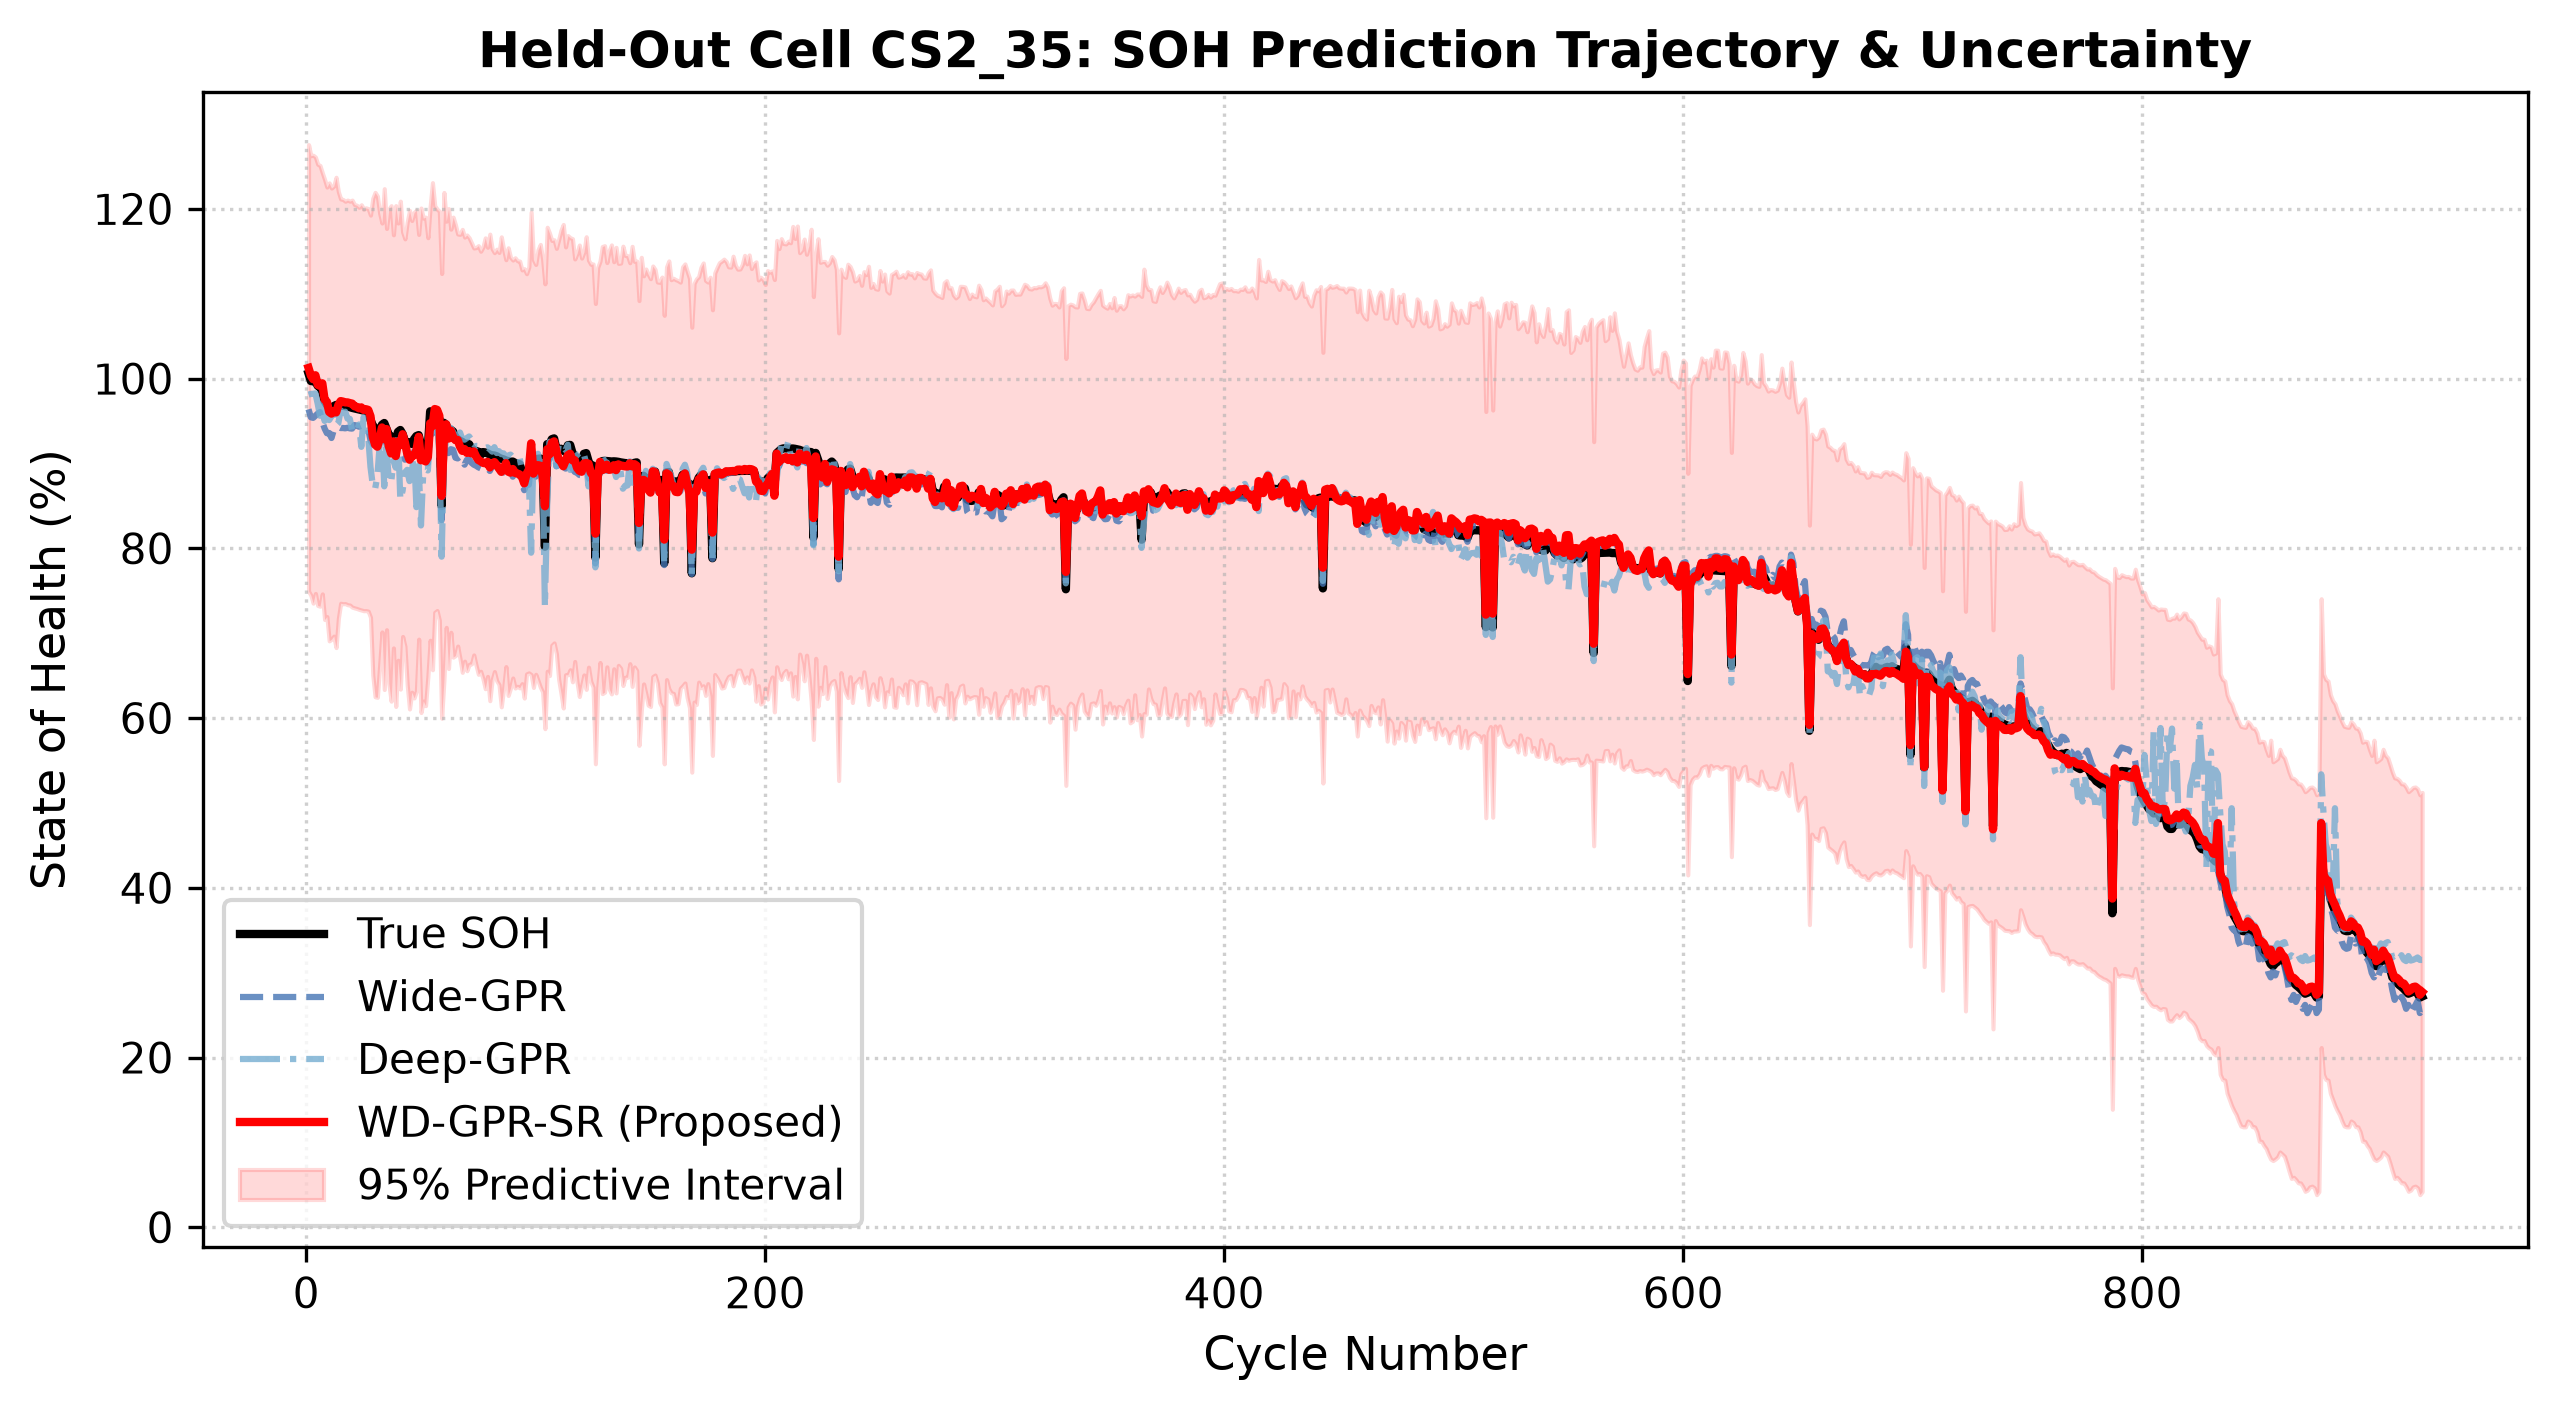 Held-Out Cell CS2_35: SOH Prediction Trajectory & Uncertainty
State of Health (%)
120
100
80
60
40
20
0
True SOH
Wide-GPR
Deep-GPR
WD-GPR-SR (Proposed)
95% Predictive Interval
0 200 400 600 800
Cycle Number